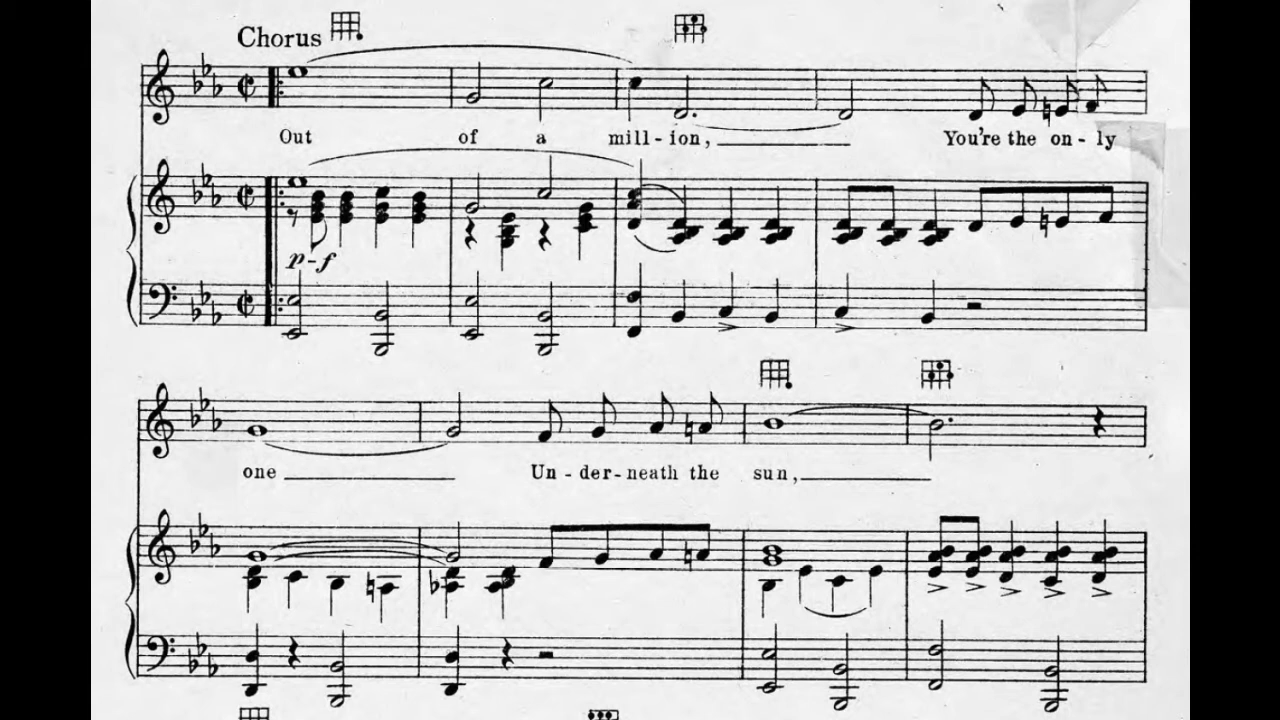 Chorus
Out of a mill-ion, You're the on-ly
p-f
one Un-der-neath the sun,